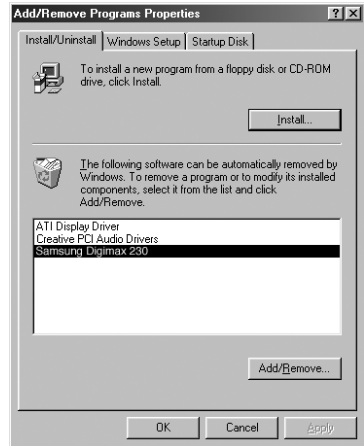 Add/Remove Programs Properties
Install/Uninstall
Windows Setup
Startup Disk
To install a new program from a floppy disk or CD-ROM
drive, click Install.
Install...
The following software can be automatically removed by
Windows. To remove a program or to modify its installed
components, select it from the list and click
Add/Remove.
ATI Display Driver
Creative PCI Audio Drivers
Samsung Digimax 230
Add/Remove...
OK
Cancel
Apply